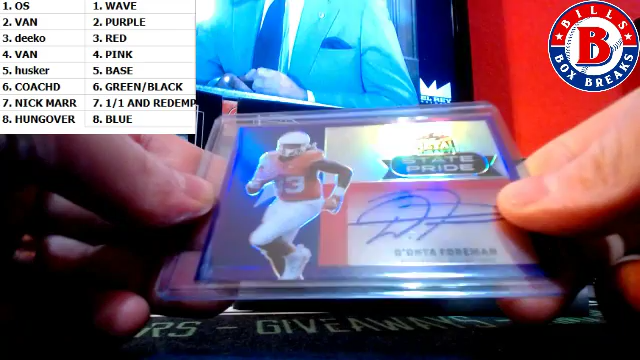 1. OS 1. WAVE
2. VAN 2. PURPLE
3. deeko 3. RED
4. VAN 4. PINK
5. husker 5. BASE
6. COACHD 6. GREEN/BLACK
7. NICK MARR 7. 1/1 AND REDEMP
8. HUNGOVER 8. BLUE
BILLS
B
BOX BREAKS
STATE
PRIDE
33
D'ONTA FOREMAN
RS - GIVEAWAYS -